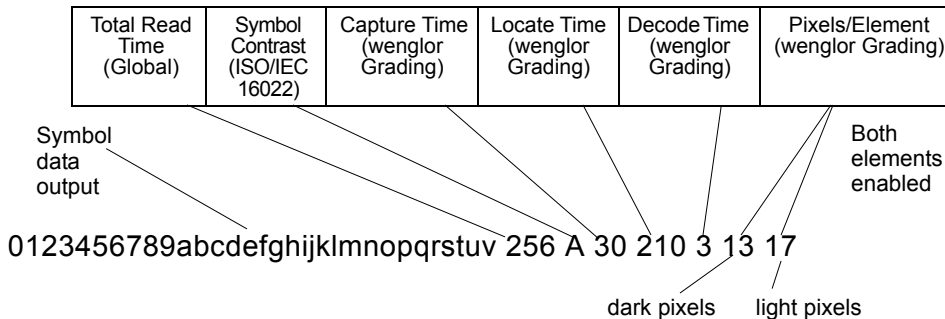 Total Read Time (Global)
Symbol Contrast (ISO/IEC 16022)
Capture Time (wenglor Grading)
Locate Time (wenglor Grading)
Decode Time (wenglor Grading)
Pixels/Element (wenglor Grading)
Symbol data output
Both elements enabled
0123456789abcdefghijklmnopqrstuv 256 A 30 210 3 13 17
dark pixels
light pixels